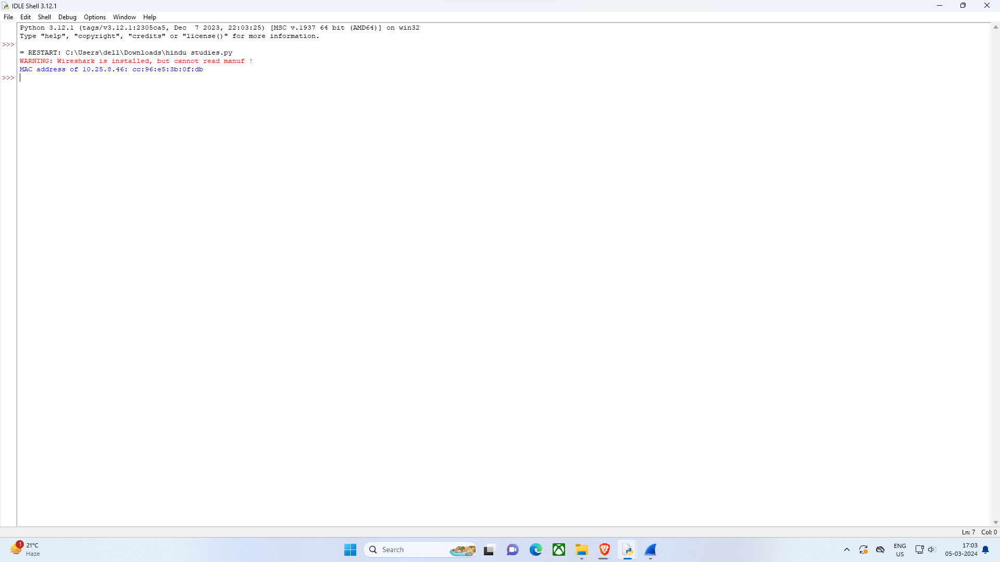 IDLE Shell 3.12.1
File Edit Shell Debug Options Window Help
Python 3.12.1 (tags/v3.12.1:2305ca5, Dec  7 2023, 22:03:25) [MSC v.1937 64 bit (AMD64)] on win32
Type "help", "copyright", "credits" or "license()" for more information.
>>>
= RESTART: C:\Users\dell\Downloads\hindu studies.py
WARNING: Wireshark is installed, but cannot read manuf !
MAC address of 10.25.8.46: cc:96:e5:3b:0f:db
>>>
Ln: 7 Col: 0
1
21°C
Haze
Search
ENG
US
17:03
05-03-2024